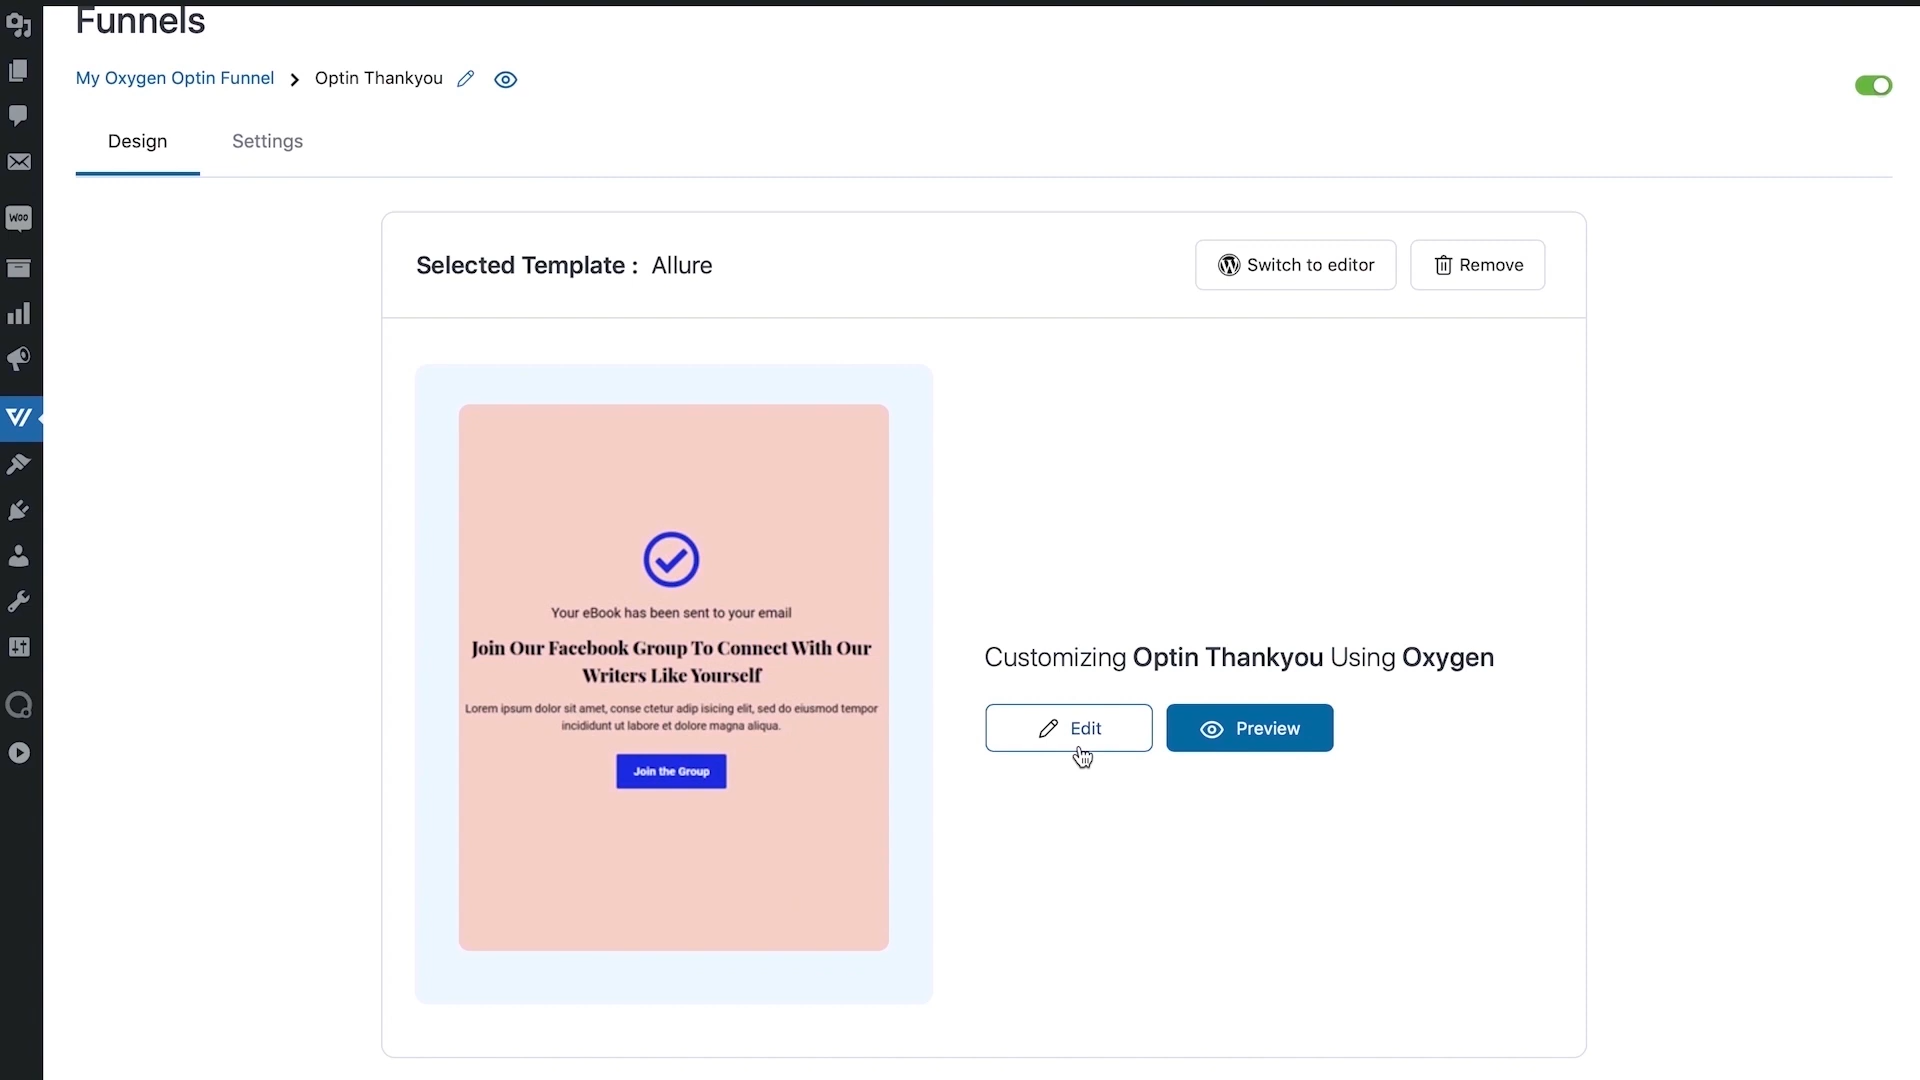 Funnels
My Oxygen Optin Funnel > Optin Thankyou
Design Settings
Woo
Selected Template : Allure
Switch to editor
Remove
Your eBook has been sent to your email
Join Our Facebook Group To Connect With Our
Writers Like Yourself
Lorem ipsum dolor sit amet, conse ctetur adip isicing elit, sed do eiusmod tempor
incididunt ut labore et dolore magna aliqua.
Join the Group
Customizing Optin Thankyou Using Oxygen
Edit
Preview